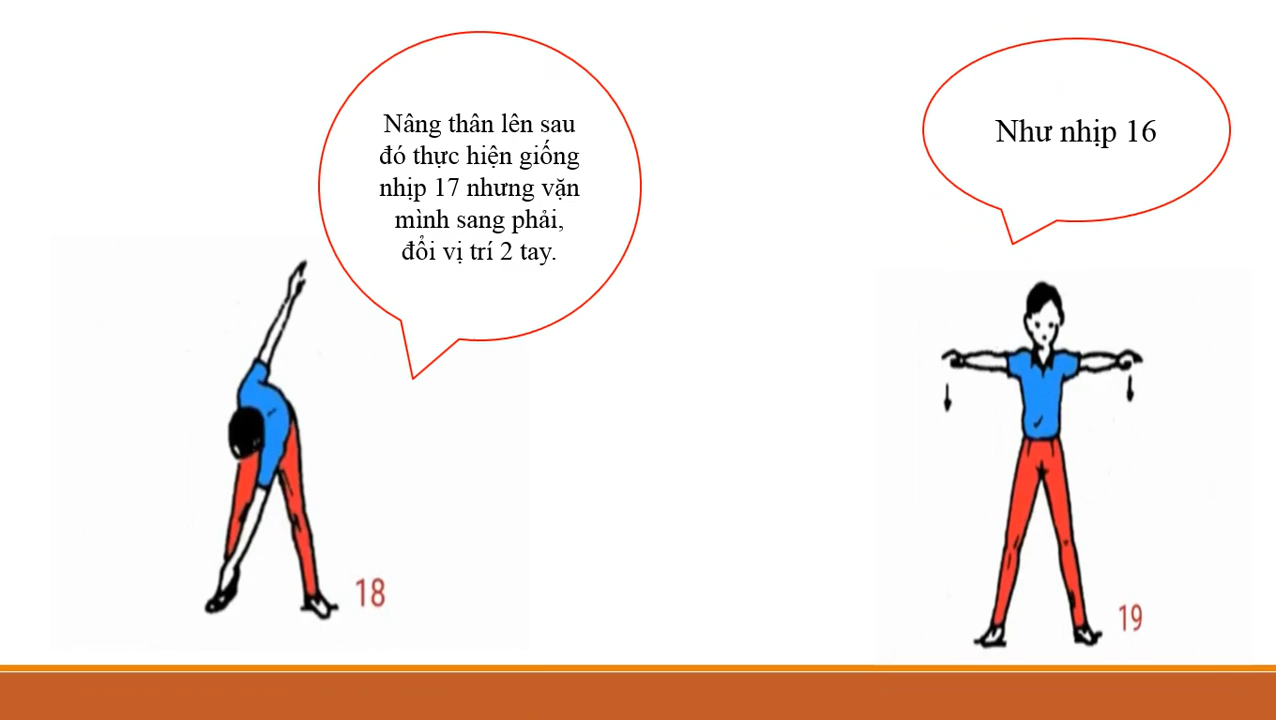 Nâng thân lên sau
đó thực hiện giống
nhịp 17 nhưng vặn
mình sang phải,
đổi vị trí 2 tay.
Như nhịp 16
18
19